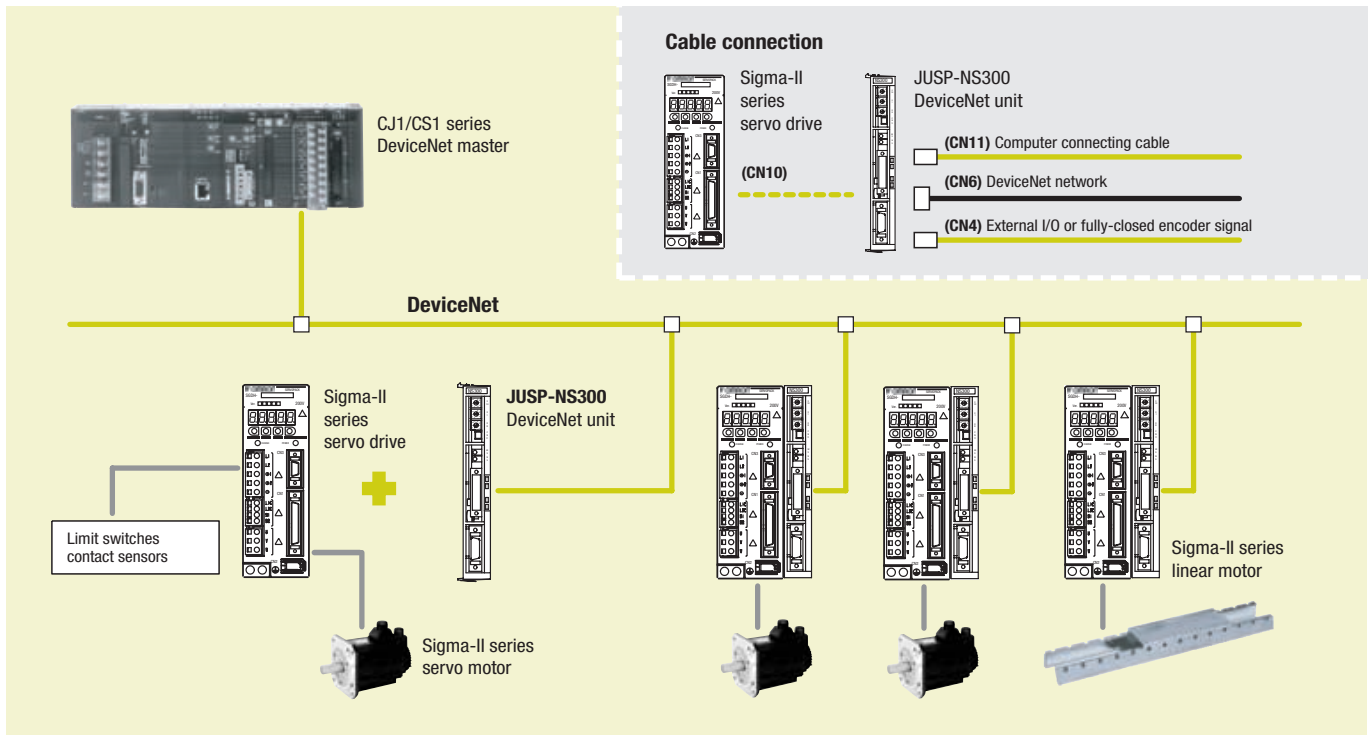 Cable connection
Sigma-II
series
servo drive
JUSP-NS300
DeviceNet unit
(CN10)
(CN11) Computer connecting cable
(CN6) DeviceNet network
(CN4) External I/O or fully-closed encoder signal
CJ1/CS1 series
DeviceNet master
DeviceNet
Sigma-II
series
servo drive
JUSP-NS300
DeviceNet unit
Limit switches
contact sensors
Sigma-II series
servo motor
Sigma-II series
linear motor